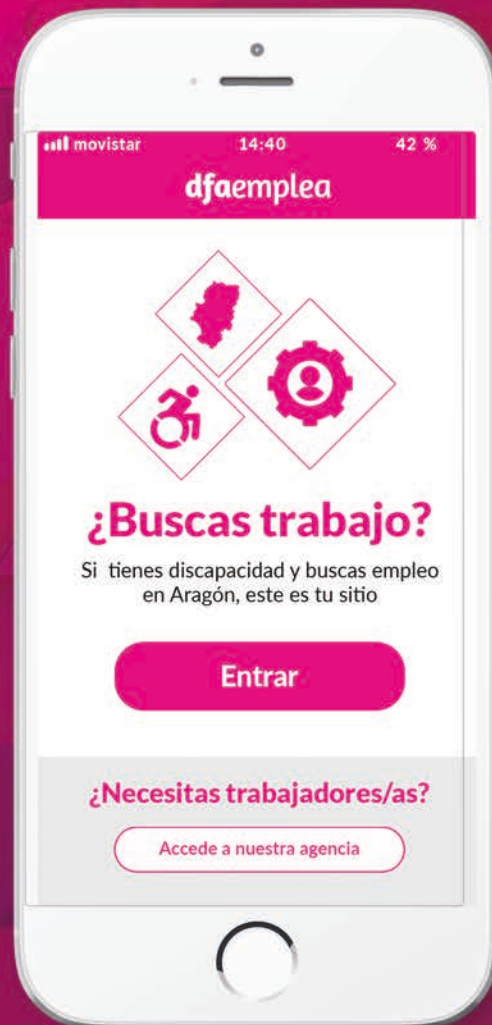 movistar 14:40 42 %
dfaemplea
¿Buscas trabajo?
Si tienes discapacidad y buscas empleo
en Aragón, este es tu sitio
Entrar
¿Necesitas trabajadores/as?
Accede a nuestra agencia